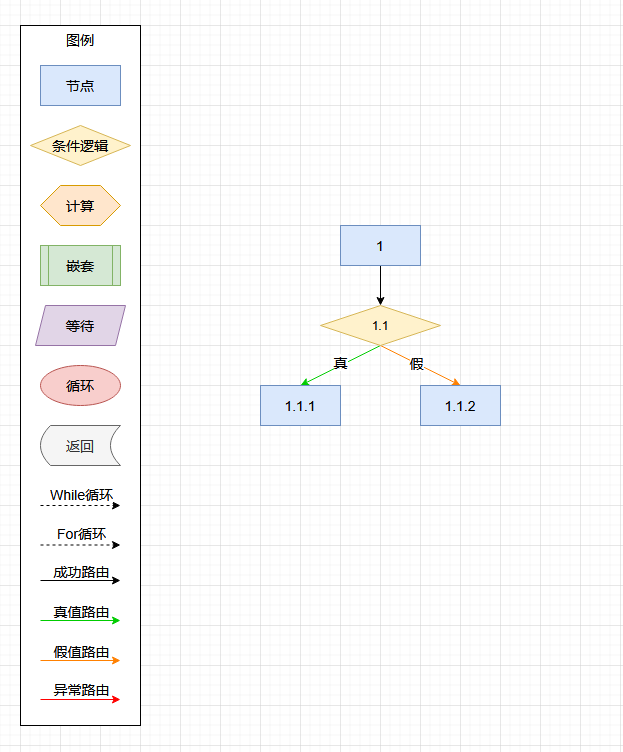 图例
节点
条件逻辑
计算
嵌套
等待
循环
返回
While循环
For循环
成功路由
真值路由
假值路由
异常路由
1
1.1
真
假
1.1.1
1.1.2